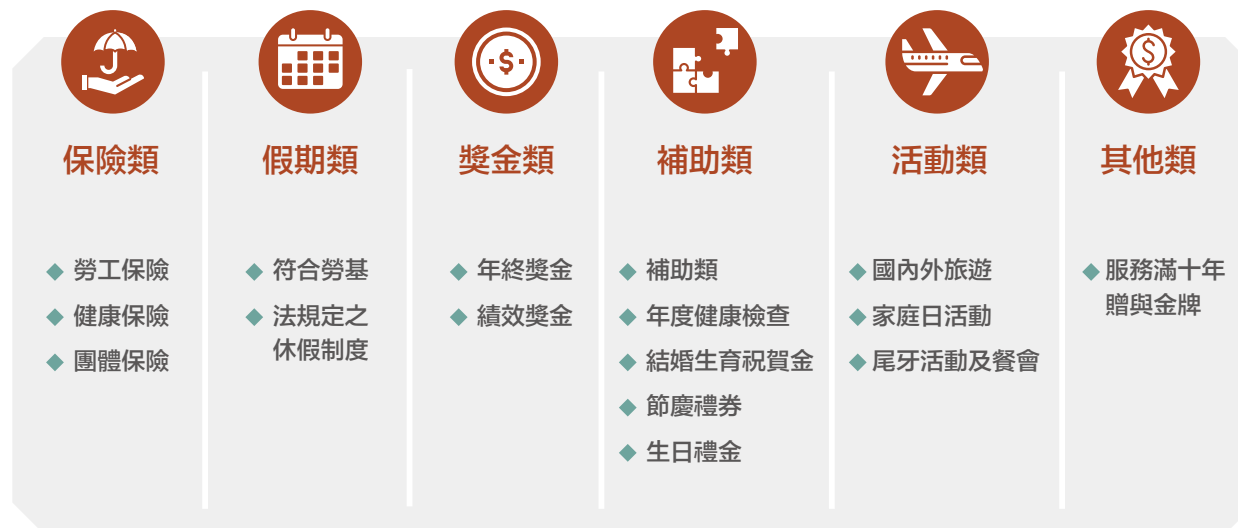 保險類
勞工保險
健康保險
團體保險
假期類
符合勞基
法規定之
休假制度
獎金類
年終獎金
績效獎金
補助類
補助類
年度健康檢查
結婚生育祝賀金
節慶禮券
生日禮金
活動類
國內外旅遊
家庭日活動
尾牙活動及餐會
其他類
服務滿十年
贈與金牌